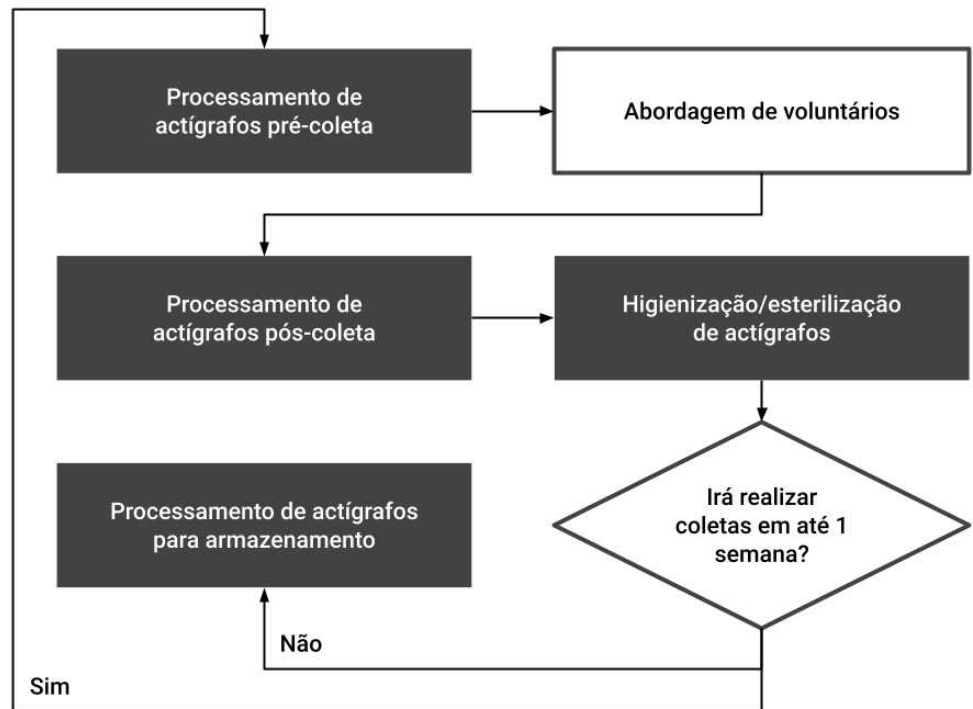 Processamento de
actígrafos pré-coleta
Abordagem de voluntários
Processamento de
actígrafos pós-coleta
Higienização/esterilização
de actígrafos
Processamento de actígrafos
para armazenamento
Irá realizar
coletas em até 1
semana?
Não
Sim